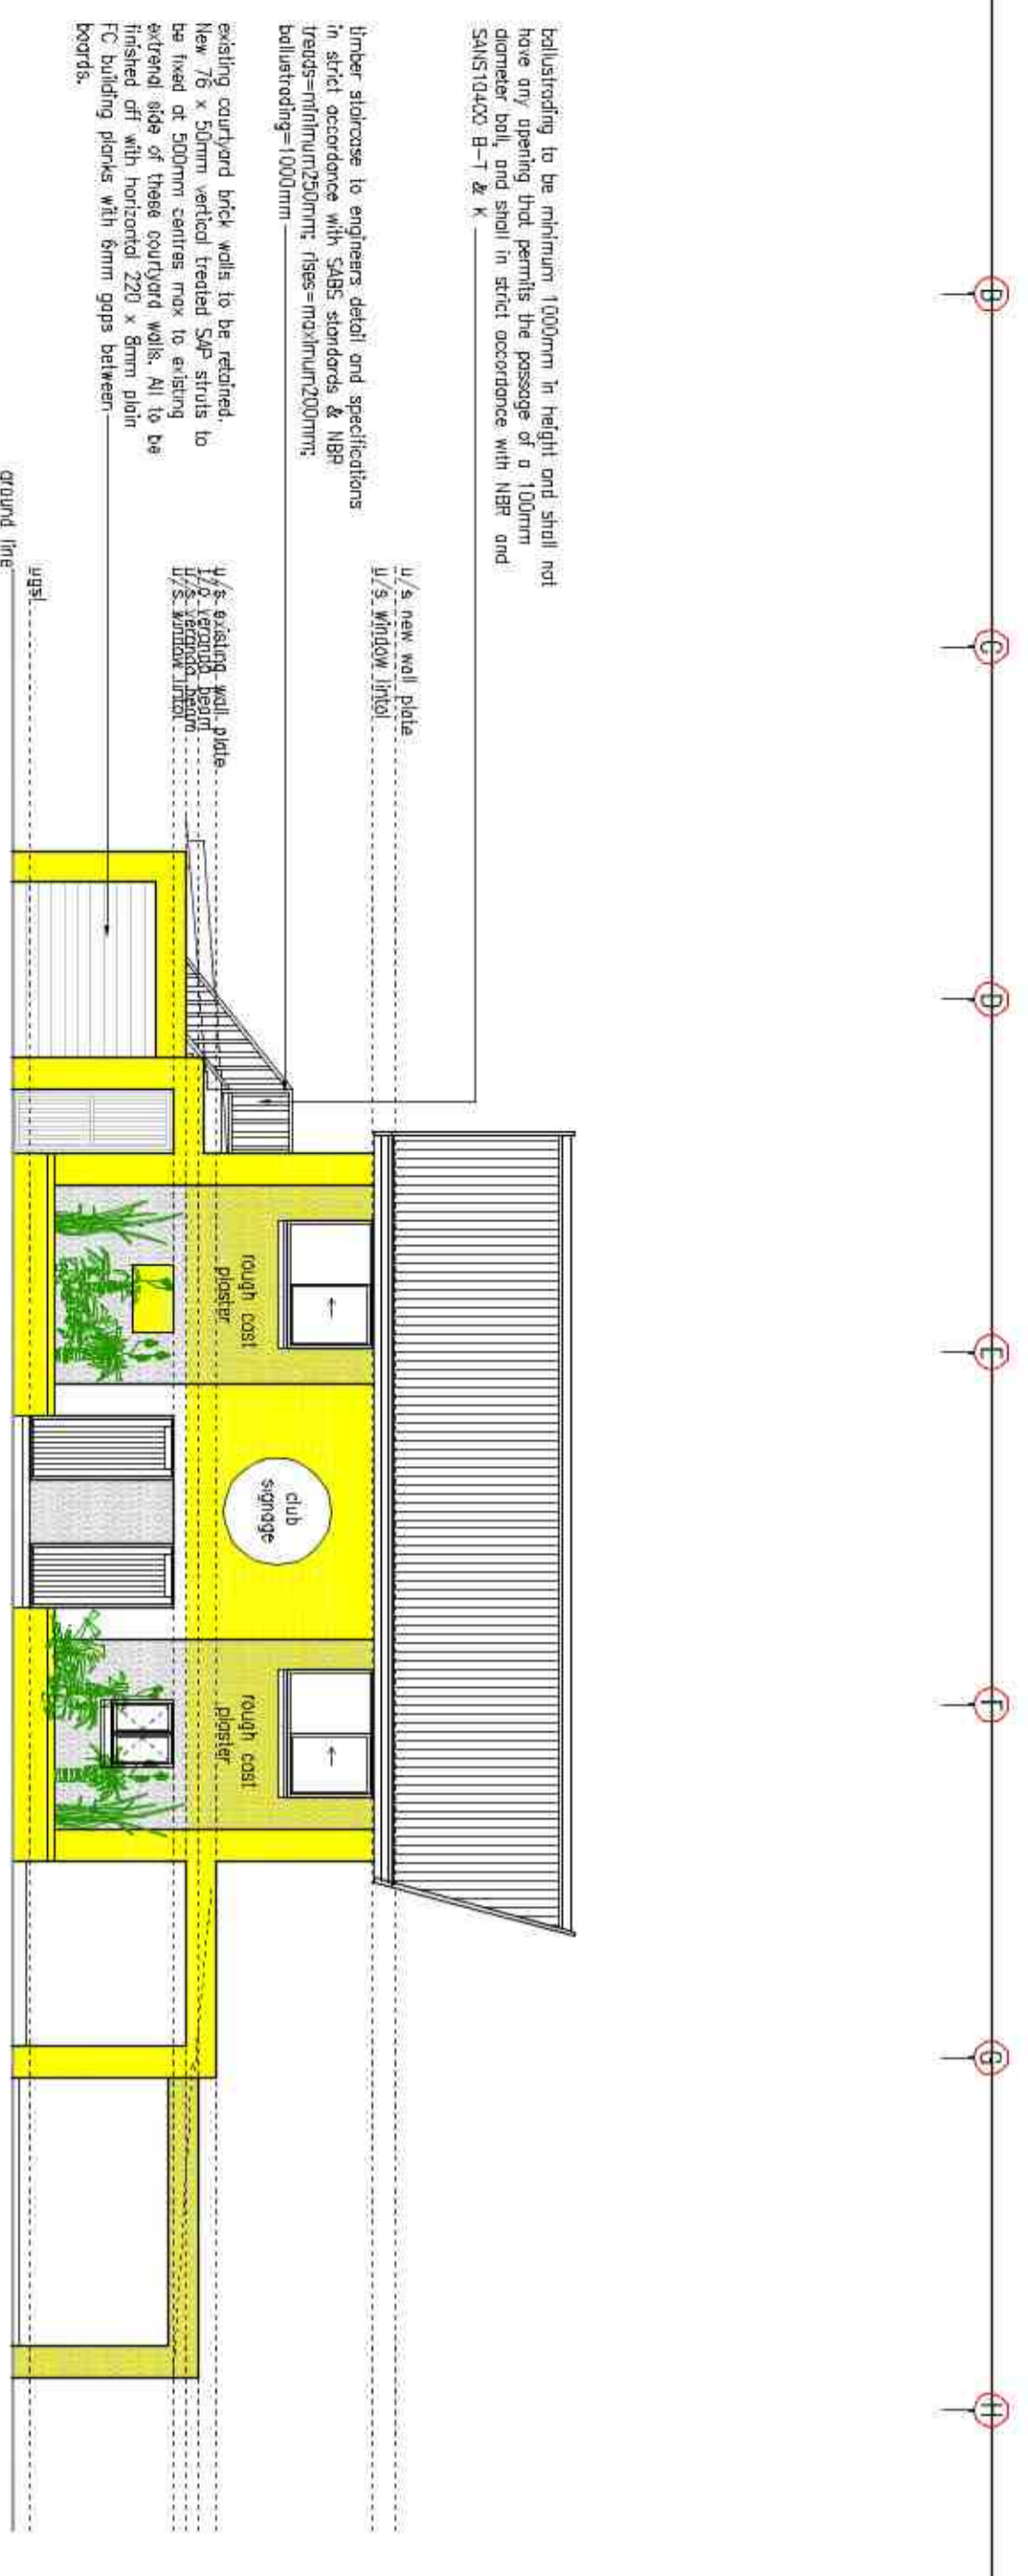 B
C
D
E
F
G
H
ballustrading to be minimum 1000mm in height and shall not
have any opening that permits the passage of a 100mm
diameter ball, and shall in strict accordance with NBR and
SANS10400 B-T & K
timber staircase to engineers detail and specifications
in strict accordance with SABS standards & NBR
treads=minimum250mm; rises=maximum200mm;
ballustrading=1000mm
existing courtyard brick walls to be retained.
New 76 x 50mm vertical treated SAP struts to
be fixed at 500mm centres max to existing
extrenal side of these courtyard walls. All to be
finished off with horizontal 220 x 8mm plain
FC building planks with 6mm gaps between
boards.
u/s new wall plate
u/s window lintol
u/s existing wall plate
t/o veranda beam
u/s veranda beam
u/s window lintol
ugsl
ground line
rough cast
plaster
club
signage
rough cast
plaster